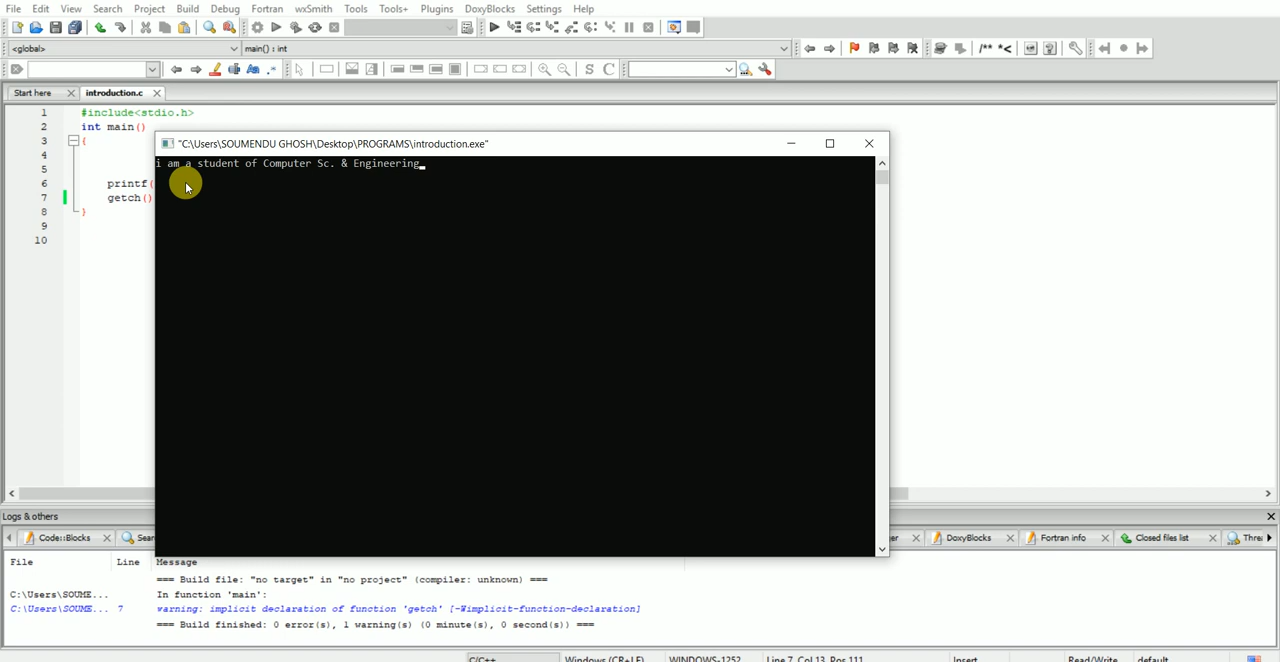 File Edit View Search Project Build Debug Fortran wxSmith Tools Tools+ Plugins DoxyBlocks Settings Help
<global> main() : int
Start here introduction.c
1 #include<stdio.h>
2 int main()
3 {
4
5
6 printf(
7 getch()
8 }
9
10
"C:\Users\SOUMENDU GHOSH\Desktop\PROGRAMS\introduction.exe"
i am a student of Computer Sc. & Engineering_
Logs & others
Code::Blocks Sear er DoxyBlocks Fortran info Closed files list Thre
File Line Message
=== Build file: "no target" in "no project" (compiler: unknown) ===
C:\Users\SOUME... In function 'main':
C:\Users\SOUME... 7 warning: implicit declaration of function 'getch' [-Wimplicit-function-declaration]
=== Build finished: 0 error(s), 1 warning(s) (0 minute(s), 0 second(s)) ===
C/C++ Windows (CR+LF) WINDOWS-1252 Line 7, Col 13, Pos 111 Insert Read/Write default